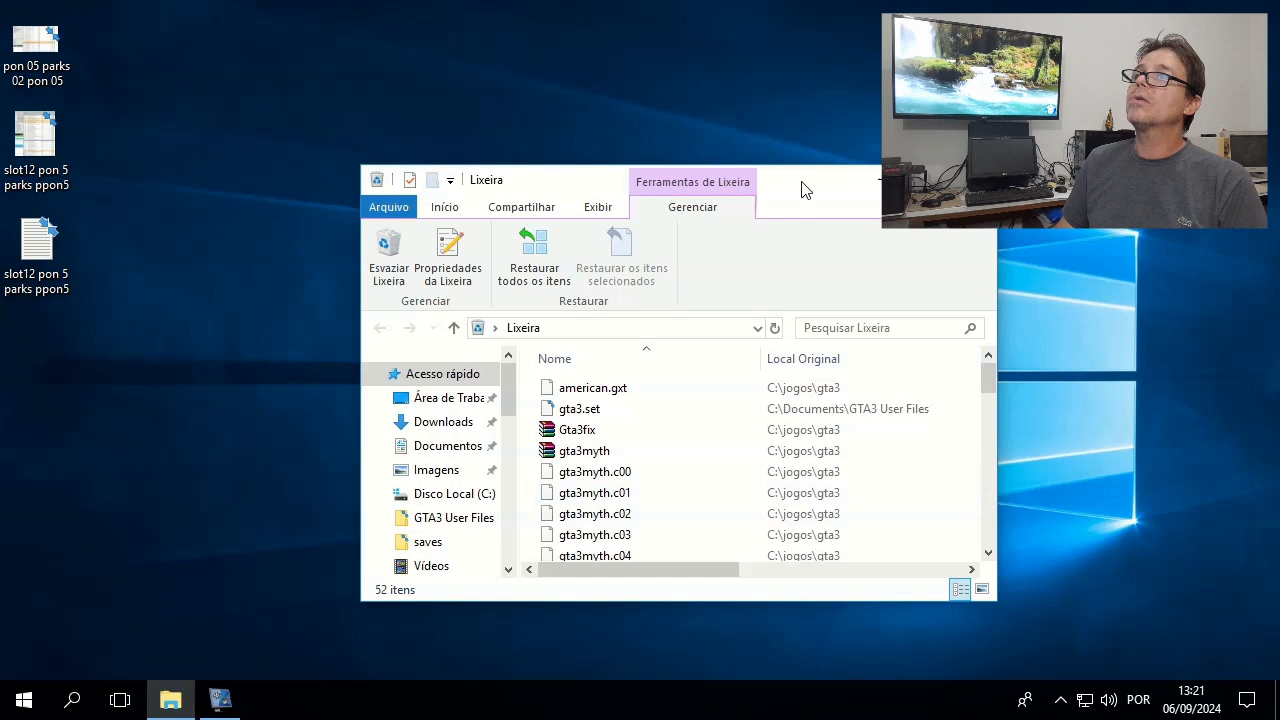 pon 05 parks
02 pon 05
slot12 pon 5
parks ppon5
slot12 pon 5
parks ppon5
Lixeira
Ferramentas de Lixeira
Arquivo
Início
Compartilhar
Exibir
Gerenciar
Esvaziar
Lixeira
Propriedades
da Lixeira
Restaurar
todos os itens
Restaurar os itens
selecionados
Gerenciar
Restaurar
Lixeira
Pesquisar Lixeira
Nome
Local Original
Acesso rápido
Área de Traba
Downloads
Documentos
Imagens
Disco Local (C:)
GTA3 User Files
saves
Vídeos
american.gxt C:\jogos\gta3
gta3.set C:\Documents\GTA3 User Files
Gta3fix C:\jogos\gta3
gta3myth C:\jogos\gta3
gta3myth.c00 C:\jogos\gta3
gta3myth.c01 C:\jogos\gta3
gta3myth.c02 C:\jogos\gta3
gta3myth.c03 C:\jogos\gta3
gta3myth.c04 C:\jogos\gta3
52 itens
POR
13:21
06/09/2024